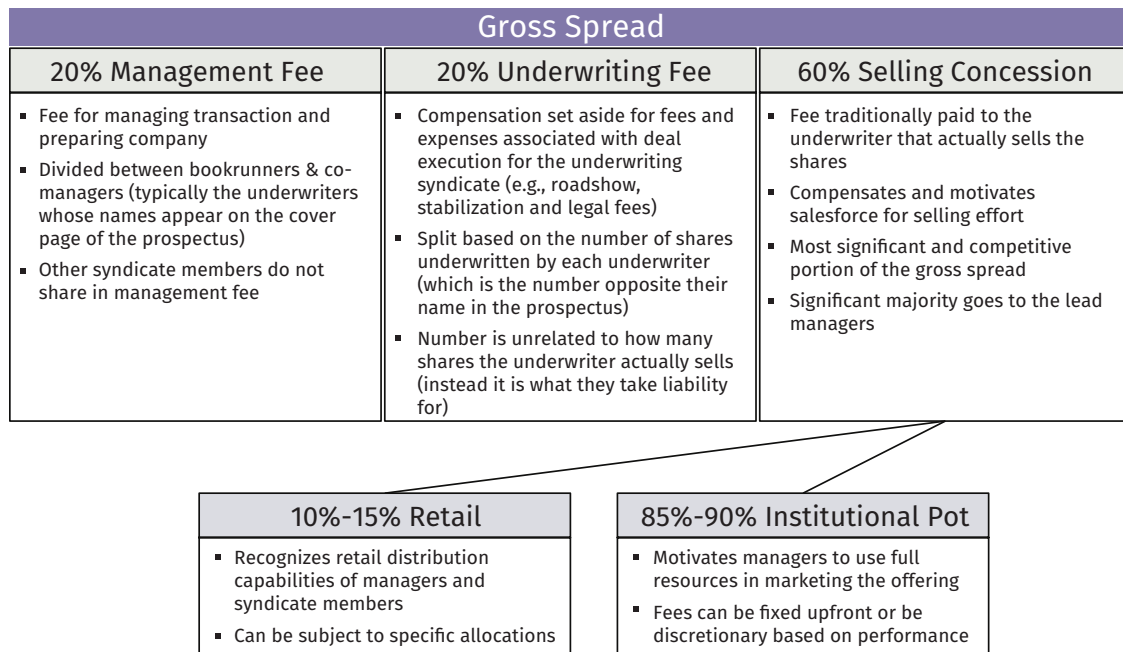 Gross Spread
20% Management Fee
▪ Fee for managing transaction and
preparing company
▪ Divided between bookrunners & co-
managers (typically the underwriters
whose names appear on the cover
page of the prospectus)
▪ Other syndicate members do not
share in management fee
20% Underwriting Fee
▪ Compensation set aside for fees and
expenses associated with deal
execution for the underwriting
syndicate (e.g., roadshow,
stabilization and legal fees)
▪ Split based on the number of shares
underwritten by each underwriter
(which is the number opposite their
name in the prospectus)
▪ Number is unrelated to how many
shares the underwriter actually sells
(instead it is what they take liability
for)
60% Selling Concession
▪ Fee traditionally paid to the
underwriter that actually sells the
shares
▪ Compensates and motivates
salesforce for selling effort
▪ Most significant and competitive
portion of the gross spread
▪ Significant majority goes to the lead
managers
10%-15% Retail
▪ Recognizes retail distribution
capabilities of managers and
syndicate members
▪ Can be subject to specific allocations
85%-90% Institutional Pot
▪ Motivates managers to use full
resources in marketing the offering
▪ Fees can be fixed upfront or be
discretionary based on performance